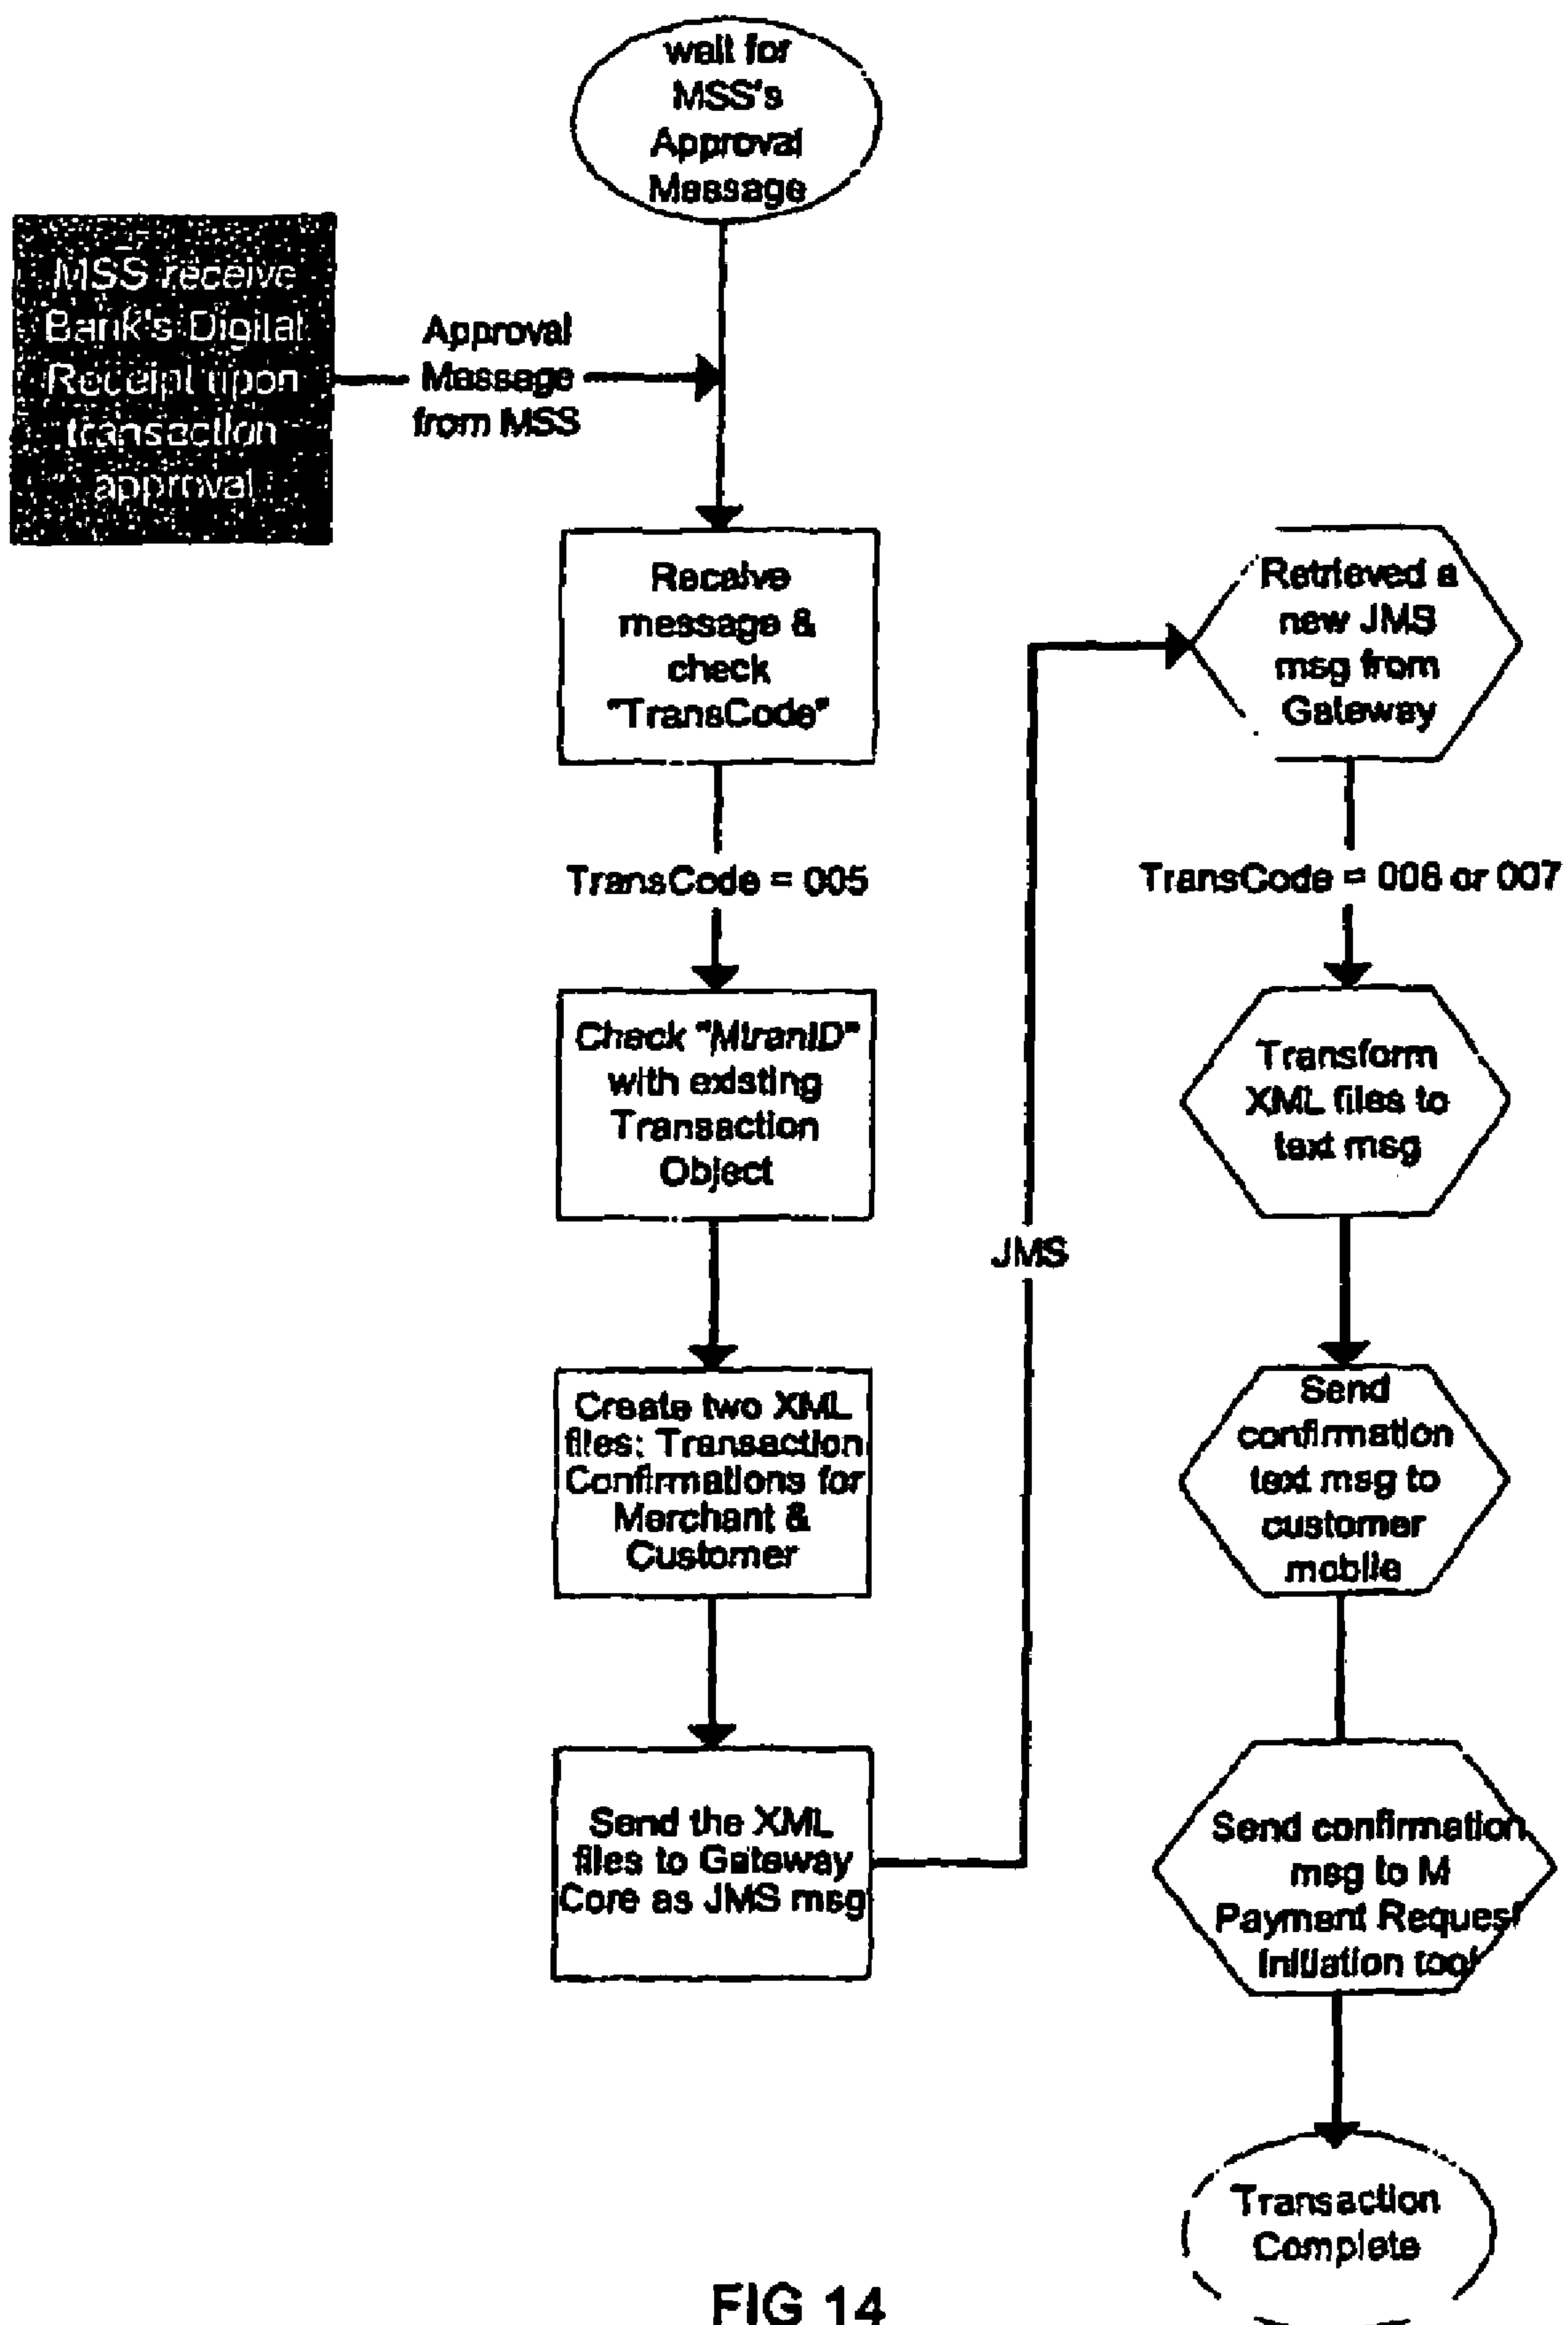 wait for
MSS's
Approval
Message
MSS receive
Bank's Digital
Receipt upon
transaction
approval
Approval
Message
from MSS
Receive
message &
check
"TransCode"
TransCode = 005
Check "MtranID"
with existing
Transaction
Object
Create two XML
files: Transaction
Confirmations for
Merchant &
Customer
Send the XML
files to Gateway
Core as JMS msg
JMS
Retrieved a
new JMS
msg from
Gateway
TransCode = 006 or 007
Transform
XML files to
text msg
Send
confirmation
text msg to
customer
mobile
Send confirmation
msg to M
Payment Request
Initiation tool
Transaction
Complete
FIG 14